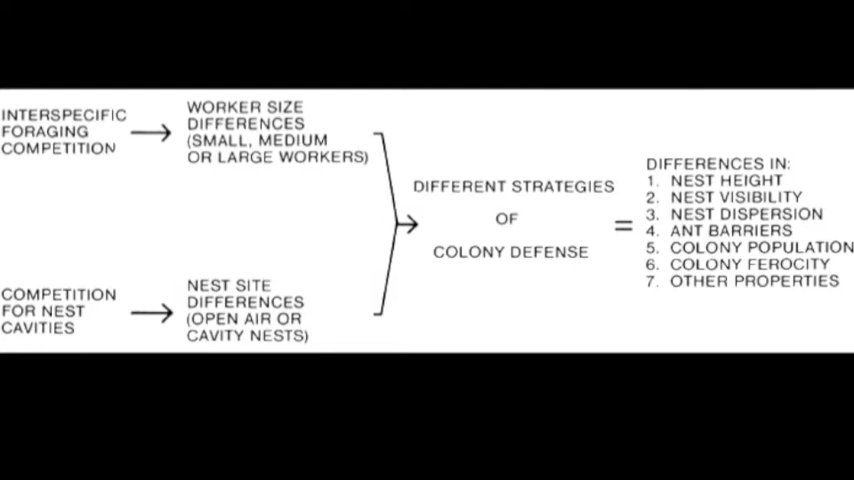 INTERSPECIFIC
FORAGING
COMPETITION
WORKER SIZE
DIFFERENCES
(SMALL, MEDIUM
OR LARGE WORKERS)
COMPETITION
FOR NEST
CAVITIES
NEST SITE
DIFFERENCES
(OPEN AIR OR
CAVITY NESTS)
DIFFERENT STRATEGIES
OF
COLONY DEFENSE
=
DIFFERENCES IN:
1. NEST HEIGHT
2. NEST VISIBILITY
3. NEST DISPERSION
4. ANT BARRIERS
5. COLONY POPULATION
6. COLONY FEROCITY
7. OTHER PROPERTIES